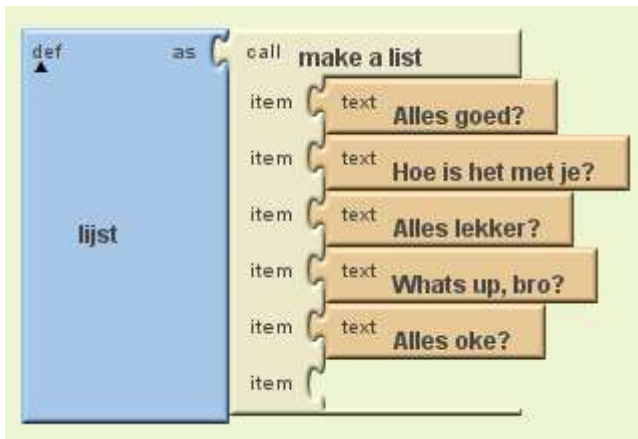 def as call make a list
item text Alles goed?
item text Hoe is het met je?
item text Alles lekker?
lijst
item text Whats up, bro?
item text Alles oke?
item